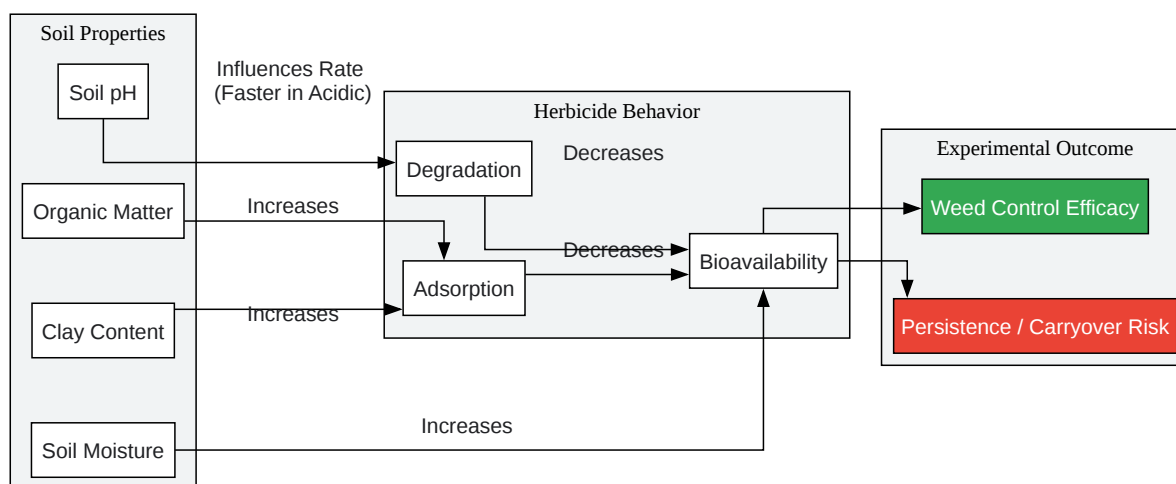 Soil Properties
Soil pH
Influences Rate
(Faster in Acidic)
Herbicide Behavior
Degradation
Decreases
Experimental Outcome
Organic Matter
Increases
Weed Control Efficacy
Decreases
Bioavailability
Adsorption
Clay Content
Increases
Persistence / Carryover Risk
Soil Moisture
Increases